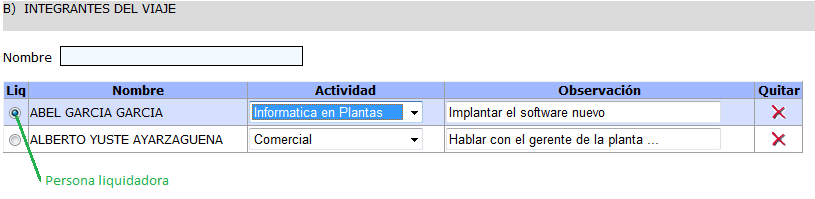 B) INTEGRANTES DEL VIAJE
Nombre
Liq Nombre Actividad Observación Quitar
ABEL GARCIA GARCIA Informatica en Plantas Implantar el software nuevo
ALBERTO YUSTE AYARZAGUENA Comercial Hablar con el gerente de la planta ...
Persona liquidadora